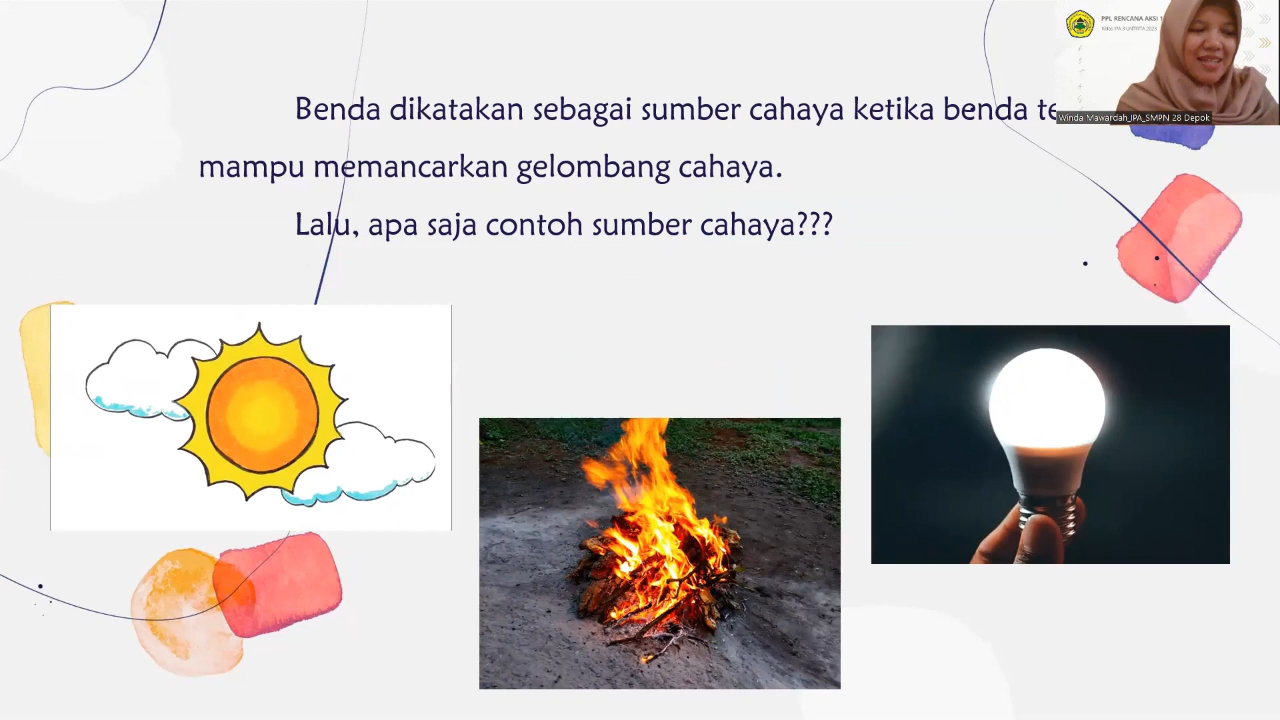 PPL RENCANA AKSI 1
Benda dikatakan sebagai sumber cahaya ketika benda
Winda Mawardah_IPA_SMPN 28 Depok
mampu memancarkan gelombang cahaya.
Lalu, apa saja contoh sumber cahaya???